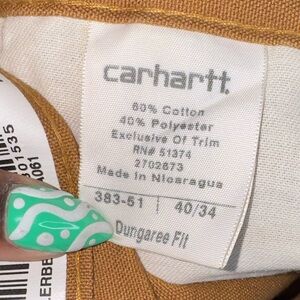 carhartt.
60% Cotton
40% Polyester
Exclusive Of Trim
RN# 51374
2702873
Made In Nicaragua
383-51 | 40/34
Dungaree Fit